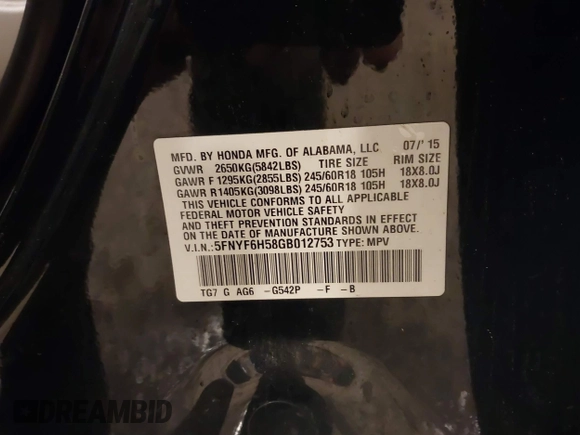 MFD. BY HONDA MFG. OF ALABAMA, LLC 07/'15
GVWR 2650KG(5842LBS) TIRE SIZE RIM SIZE
GAWR F 1295KG(2855LBS) 245/60R18 105H 18X8.0J
GAWR R1405KG(3098LBS) 245/60R18 105H 18X8.0J
THIS VEHICLE CONFORMS TO ALL APPLICABLE
FEDERAL MOTOR VEHICLE SAFETY
AND THEFT PREVENTION STANDARDS IN EFFECT
ON THE DATE OF MANUFACTURE SHOWN ABOVE.
V.I.N.: 5FNYF6H58GB012753 TYPE: MPV
TG7 G AG6 -G542P -F -B
DREAMBID